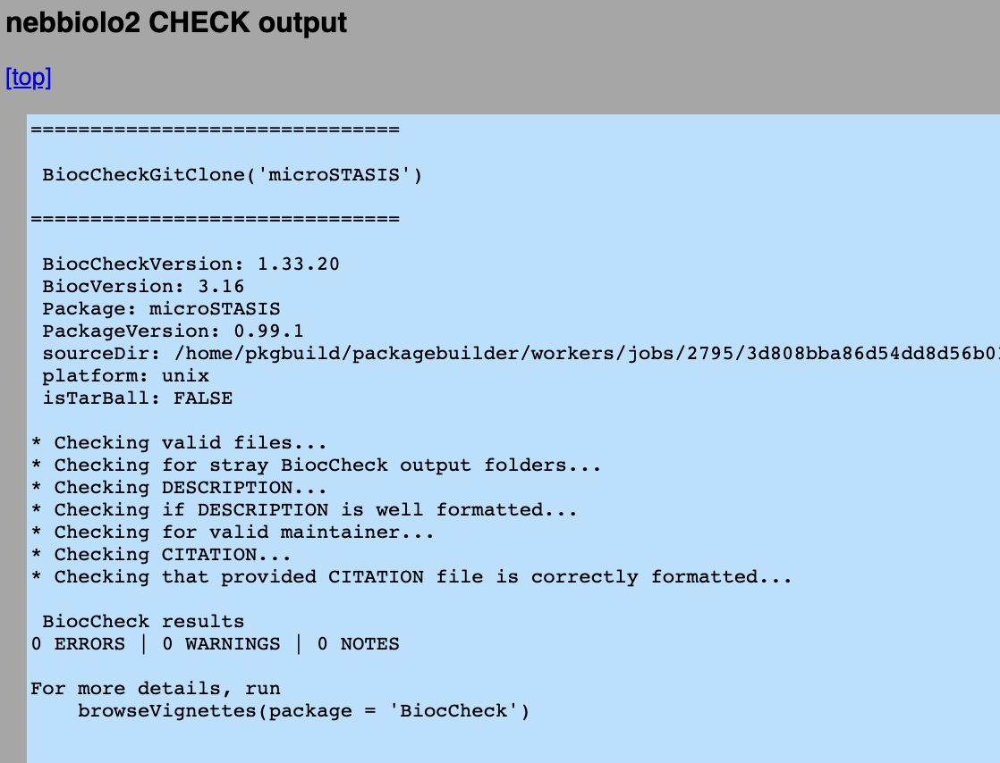 nebbiolo2 CHECK output
[top]
===============================
BiocCheckGitClone('microSTASIS')
===============================
BiocCheckVersion: 1.33.20
BiocVersion: 3.16
Package: microSTASIS
PackageVersion: 0.99.1
sourceDir: /home/pkgbuild/packagebuilder/workers/jobs/2795/3d808bba86d54dd8d56b01
platform: unix
isTarBall: FALSE
* Checking valid files...
* Checking for stray BiocCheck output folders...
* Checking DESCRIPTION...
* Checking if DESCRIPTION is well formatted...
* Checking for valid maintainer...
* Checking CITATION...
* Checking that provided CITATION file is correctly formatted...
BiocCheck results
0 ERRORS | 0 WARNINGS | 0 NOTES
For more details, run
browseVignettes(package = 'BiocCheck')